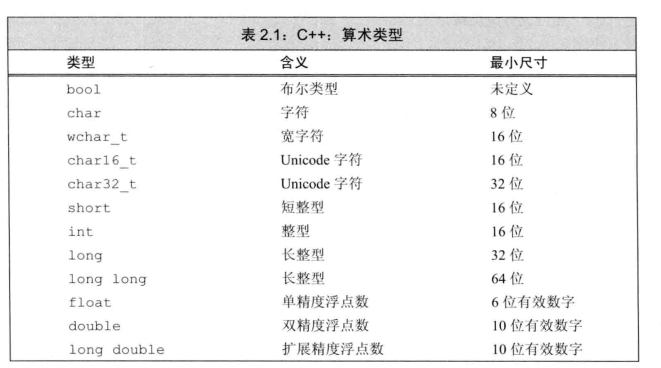 表 2.1：C++：算术类型
类型 含义 最小尺寸
bool 布尔类型 未定义
char 字符 8 位
wchar_t 宽字符 16 位
char16_t Unicode 字符 16 位
char32_t Unicode 字符 32 位
short 短整型 16 位
int 整型 16 位
long 长整型 32 位
long long 长整型 64 位
float 单精度浮点数 6 位有效数字
double 双精度浮点数 10 位有效数字
long double 扩展精度浮点数 10 位有效数字